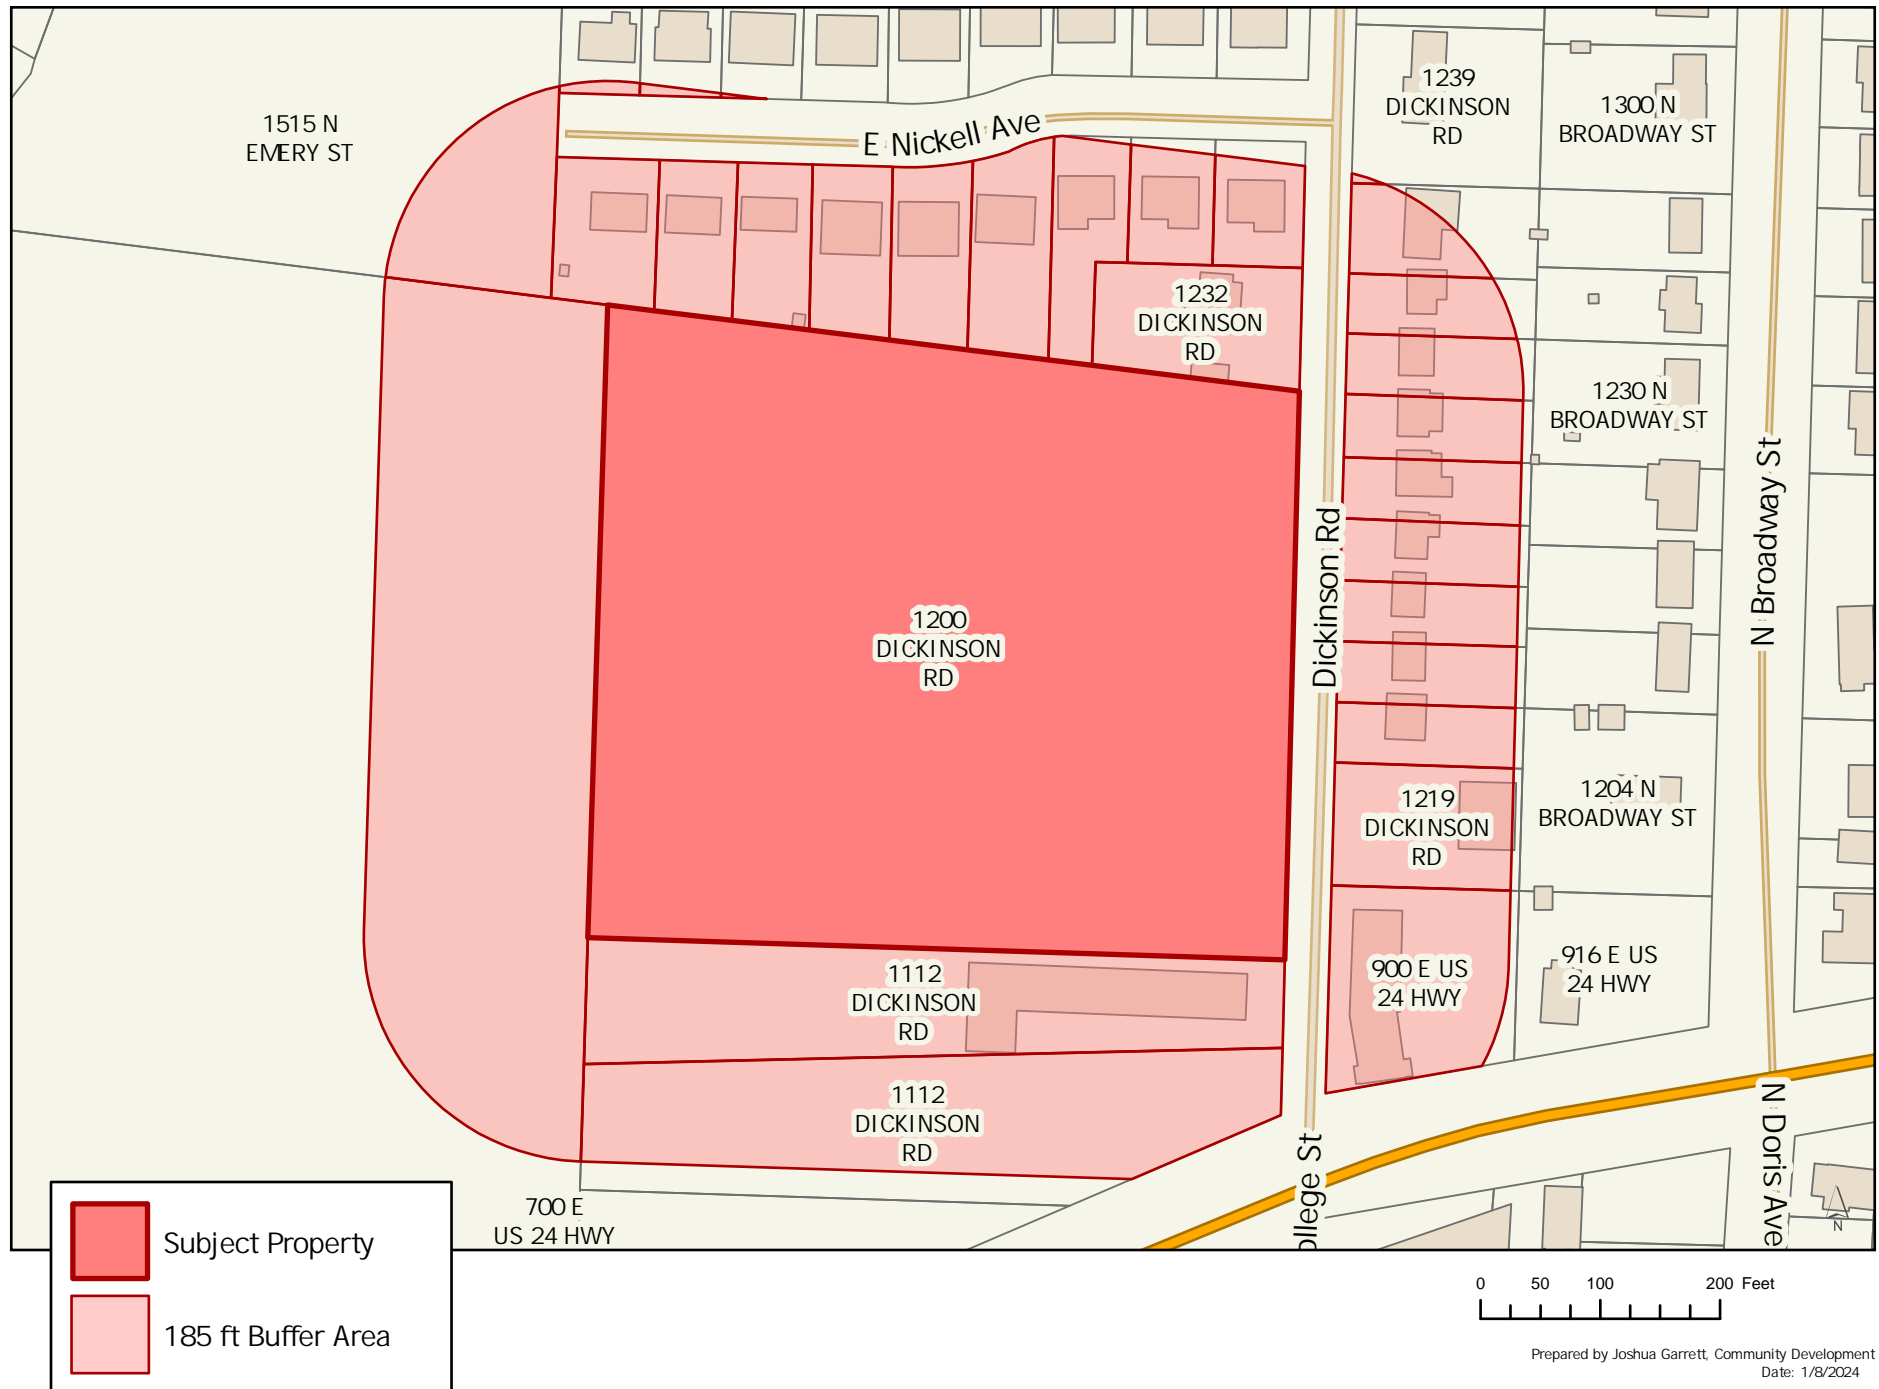 1515 N
EMERY ST
E Nickell Ave
1239
DICKINSON
RD
1300 N
BROADWAY ST
1232
DICKINSON
RD
1230 N
BROADWAY ST
N Broadway St
Dickinson Rd
1200
DICKINSON
RD
1219
DICKINSON
RD
1204 N
BROADWAY ST
1112
DICKINSON
RD
900 E US
24 HWY
916 E US
24 HWY
1112
DICKINSON
RD
ollege St
N Doris Ave
700 E
US 24 HWY
N
Subject Property
185 ft Buffer Area
0 50 100 200 Feet
Prepared by Joshua Garrett, Community Development
Date: 1/8/2024